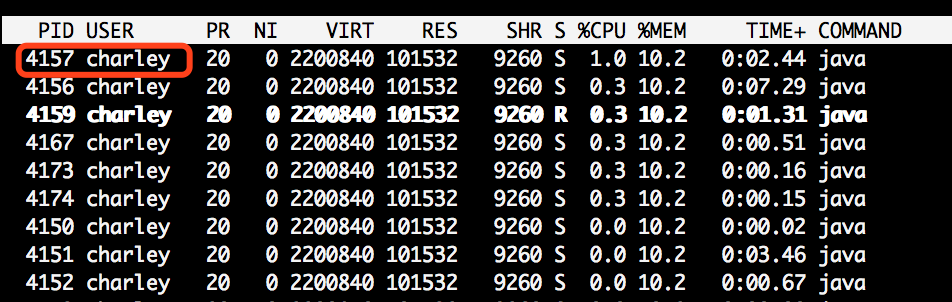 PID USER PR NI VIRT RES SHR S %CPU %MEM TIME+ COMMAND
4157 charley 20 0 2200840 101532 9260 S 1.0 10.2 0:02.44 java
4156 charley 20 0 2200840 101532 9260 S 0.3 10.2 0:07.29 java
4159 charley 20 0 2200840 101532 9260 R 0.3 10.2 0:01.31 java
4167 charley 20 0 2200840 101532 9260 S 0.3 10.2 0:00.51 java
4173 charley 20 0 2200840 101532 9260 S 0.3 10.2 0:00.16 java
4174 charley 20 0 2200840 101532 9260 S 0.3 10.2 0:00.15 java
4150 charley 20 0 2200840 101532 9260 S 0.0 10.2 0:00.02 java
4151 charley 20 0 2200840 101532 9260 S 0.0 10.2 0:03.46 java
4152 charley 20 0 2200840 101532 9260 S 0.0 10.2 0:00.67 java